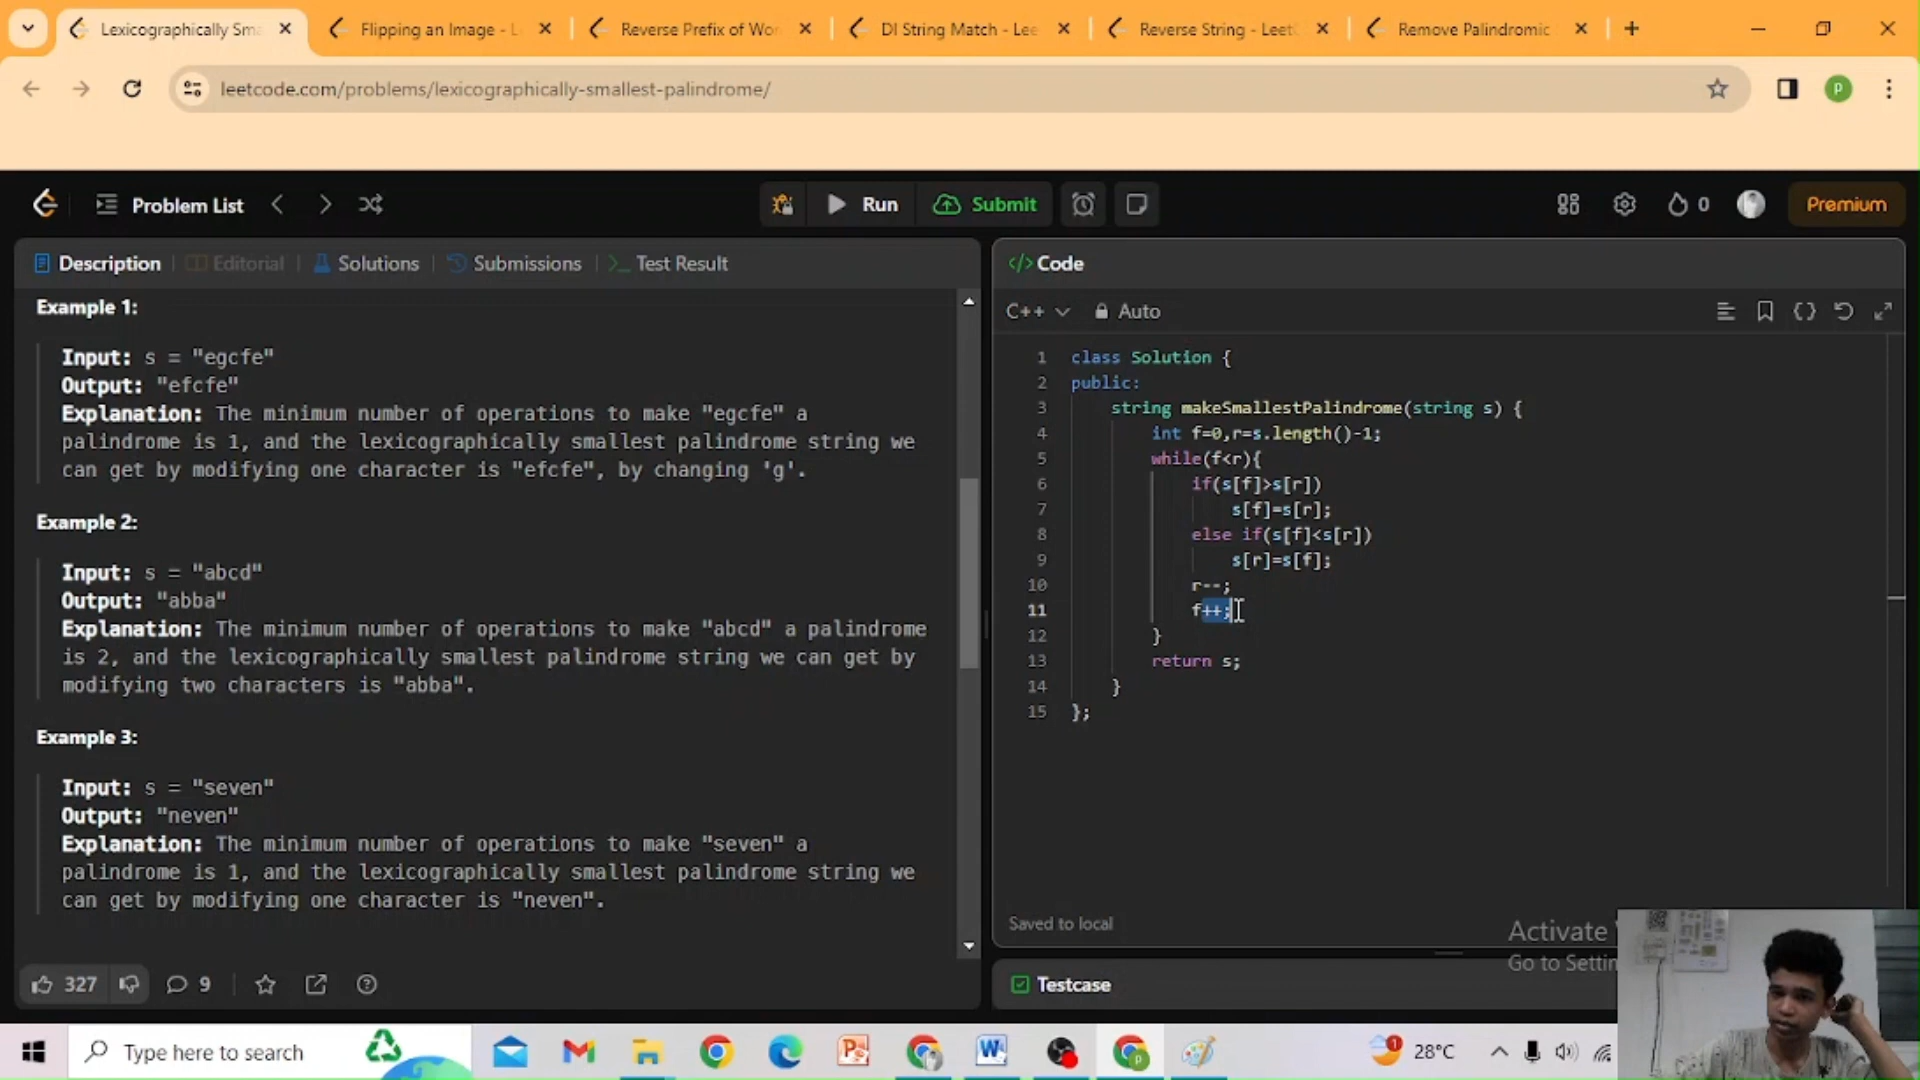 Lexicographically Sma
Flipping an Image - L
Reverse Prefix of Wor
DI String Match - Lee
Reverse String - Leet
Remove Palindromic
leetcode.com/problems/lexicographically-smallest-palindrome/
P
Problem List
Run
Submit
0
Premium
Description
Editorial
Solutions
Submissions
Test Result
Example 1:
Input: s = "egcfe"
Output: "efcfe"
Explanation: The minimum number of operations to make "egcfe" a
palindrome is 1, and the lexicographically smallest palindrome string we
can get by modifying one character is "efcfe", by changing 'g'.
Example 2:
Input: s = "abcd"
Output: "abba"
Explanation: The minimum number of operations to make "abcd" a palindrome
is 2, and the lexicographically smallest palindrome string we can get by
modifying two characters is "abba".
Example 3:
Input: s = "seven"
Output: "neven"
Explanation: The minimum number of operations to make "seven" a
palindrome is 1, and the lexicographically smallest palindrome string we
can get by modifying one character is "neven".
327
9
</> Code
C++
Auto
1 class Solution {
2 public:
3 string makeSmallestPalindrome(string s) {
4 int f=0,r=s.length()-1;
5 while(f<r){
6 if(s[f]>s[r])
7 s[f]=s[r];
8 else if(s[f]<s[r])
9 s[r]=s[f];
10 r--;
11 f++;
12 }
13 return s;
14 }
15 };
Saved to local
Activate
Go to Settin
Testcase
Type here to search
1
28°C